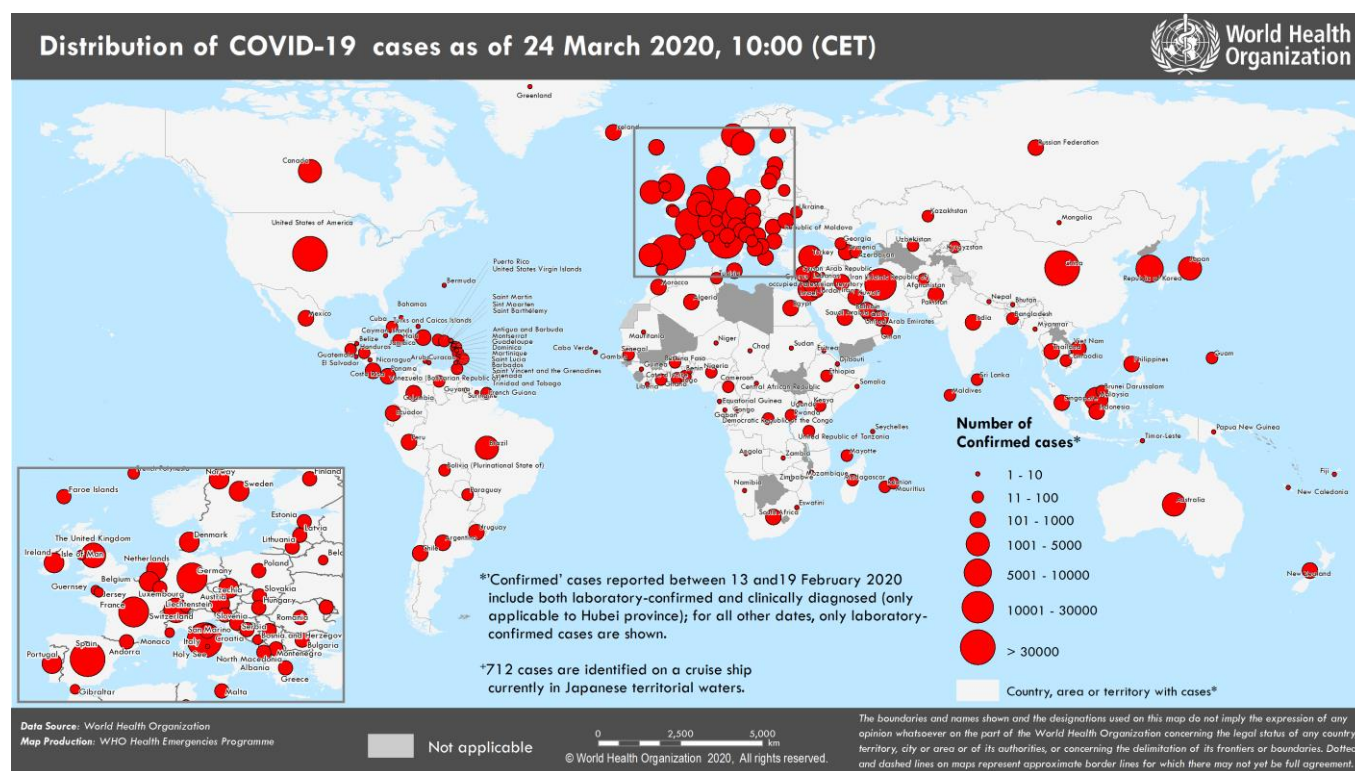 Distribution of COVID-19 cases as of 24 March 2020, 10:00 (CET)
World Health
Organization
Greenland
Iceland
Canada
Russian Federation
United States of America
Ukraine
Republic of Moldova
Kazakhstan
Mongolia
Georgia
Armenia
Azerbaijan
Uzbekistan
Kyrgyzstan
Turkey
China
Republic of Korea
Japan
Puerto Rico
United States Virgin Islands
Bermuda
Bahamas
Saint Martin
Sint Maarten
Saint Barthélemy
Antigua and Barbuda
Montserrat
Guadeloupe
Dominica
Martinique
Saint Lucia
Barbados
Saint Vincent and the Grenadines
Grenada
Trinidad and Tobago
French Guiana
Mexico
Cuba
Turks and Caicos Islands
Belize
Guatemala
El Salvador
Nicaragua
Panama
Venezuela (Bolivarian Republic of)
Guyana
Colombia
Ecuador
Peru
Brazil
Bolivia (Plurinational State of)
Paraguay
Uruguay
Argentina
Chile
Morocco
Algeria
Tunisia
Egypt
Afghanistan
Pakistan
Nepal
Bhutan
Bangladesh
India
Myanmar
Viet Nam
Thailand
Cambodia
Philippines
Guam
Sri Lanka
Maldives
Brunei Darussalam
Malaysia
Singapore
Indonesia
Timor-Leste
Papua New Guinea
Fiji
New Caledonia
Australia
New Zealand
Oman
Mauritania
Cabo Verde
Senegal
Niger
Chad
Sudan
Eritrea
Djibouti
Burkina Faso
Guinea
Liberia
Benin
Nigeria
Cameroon
Central African Republic
Ethiopia
Somalia
Equatorial Guinea
Congo
Gabon
Democratic Republic of the Congo
Uganda
Kenya
Rwanda
Seychelles
United Republic of Tanzania
Angola
Zambia
Mayotte
Mozambique
Madagascar
Zimbabwe
Namibia
Mauritius
Eswatini
South Africa
Number of
Confirmed cases*
1 - 10
11 - 100
101 - 1000
1001 - 5000
5001 - 10000
10001 - 30000
> 30000
Country, area or territory with cases*
French Polynesia
Norway
Finland
Faroe Islands
Sweden
Estonia
Latvia
Lithuania
The United Kingdom
Denmark
Ireland
Isle of Man
Netherlands
Belgium
Germany
Poland
Guernsey
Jersey
Luxembourg
Czechia
Slovakia
France
Liechtenstein
Austria
Hungary
Switzerland
Slovenia
Romania
San Marino
Serbia
Croatia
Bosnia and Herzegov
Monaco
Italy
Bulgaria
Spain
Andorra
Holy See
Montenegro
Portugal
North Macedonia
Albania
Greece
Gibraltar
Malta
*'Confirmed' cases reported between 13 and19 February 2020
include both laboratory-confirmed and clinically diagnosed (only
applicable to Hubei province); for all other dates, only laboratory-
confirmed cases are shown.
+712 cases are identified on a cruise ship
currently in Japanese territorial waters.
Data Source: World Health Organization
Map Production: WHO Health Emergencies Programme
Not applicable
0 2,500 5,000
km
© World Health Organization 2020, All rights reserved.
The boundaries and names shown and the designations used on this map do not imply the expression of any
opinion whatsoever on the part of the World Health Organization concerning the legal status of any country,
territory, city or area or of its authorities, or concerning the delimitation of its frontiers or boundaries. Dotted
and dashed lines on maps represent approximate border lines for which there may not yet be full agreement.